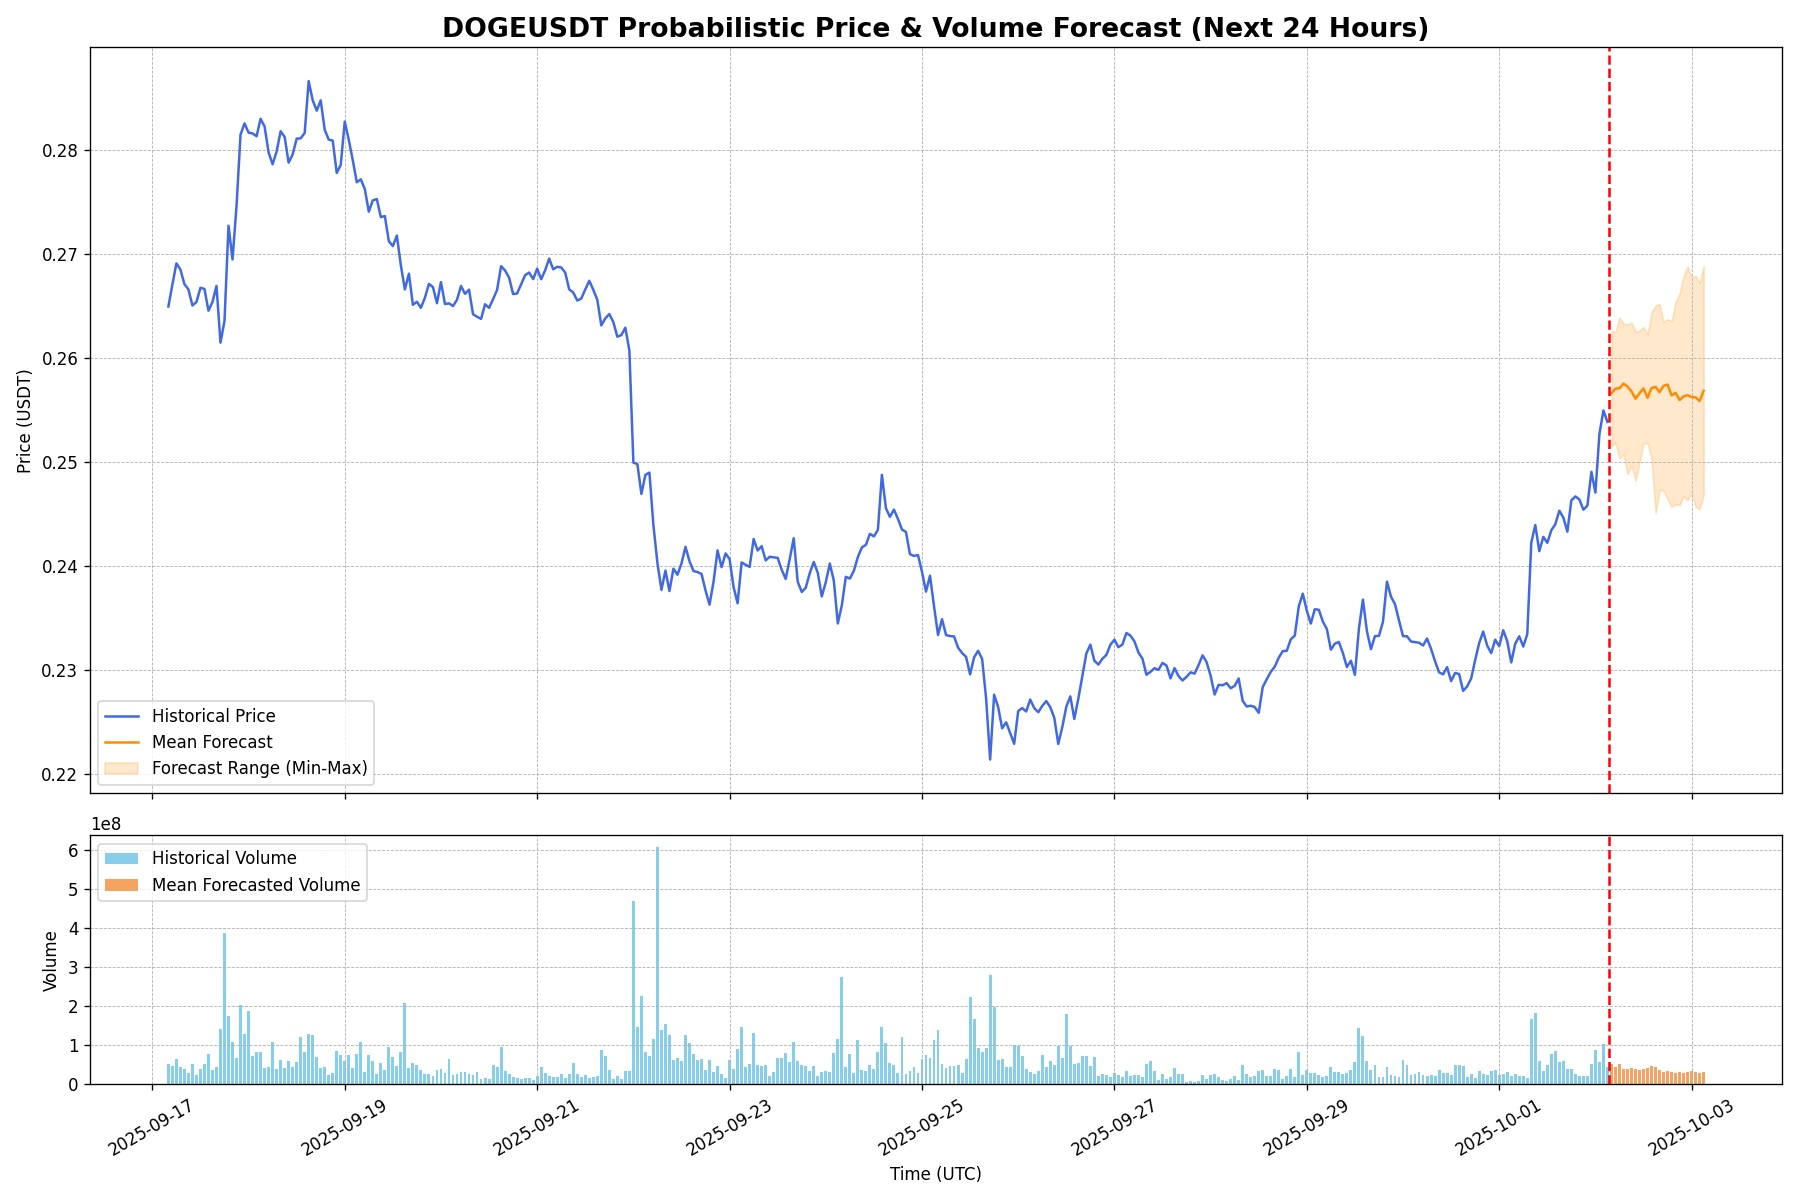 DOGEUSDT Probabilistic Price & Volume Forecast (Next 24 Hours)
Price (USDT)
0.28
0.27
0.26
0.25
0.24
0.23
0.22
Historical Price
Mean Forecast
Forecast Range (Min-Max)
1e8
Volume
6
5
4
3
2
1
0
Historical Volume
Mean Forecasted Volume
2025-09-17
2025-09-19
2025-09-21
2025-09-23
2025-09-25
2025-09-27
2025-09-29
2025-10-01
2025-10-03
Time (UTC)